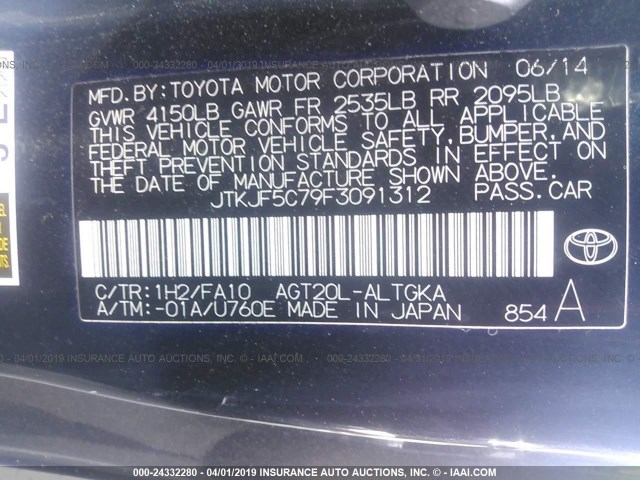 MFD.BY:TOYOTA MOTOR CORPORATION 06/14
GVWR 4150LB GAWR FR 2535LB RR 2095LB
THIS VEHICLE CONFORMS TO ALL APPLICABLE
FEDERAL MOTOR VEHICLE SAFETY, BUMPER, AND
THEFT PREVENTION STANDARDS IN EFFECT ON
THE DATE OF MANUFACTURE SHOWN ABOVE.
JTKJF5C79F3091312 PASS.CAR
C/TR:1H2/FA10 AGT20L-ALTGKA
A/TM:-01A/U760E MADE IN JAPAN 854 A
000-24332280 - 04/01/2019 INSURANCE AUTO AUCTIONS INC. © - IAAI.COM